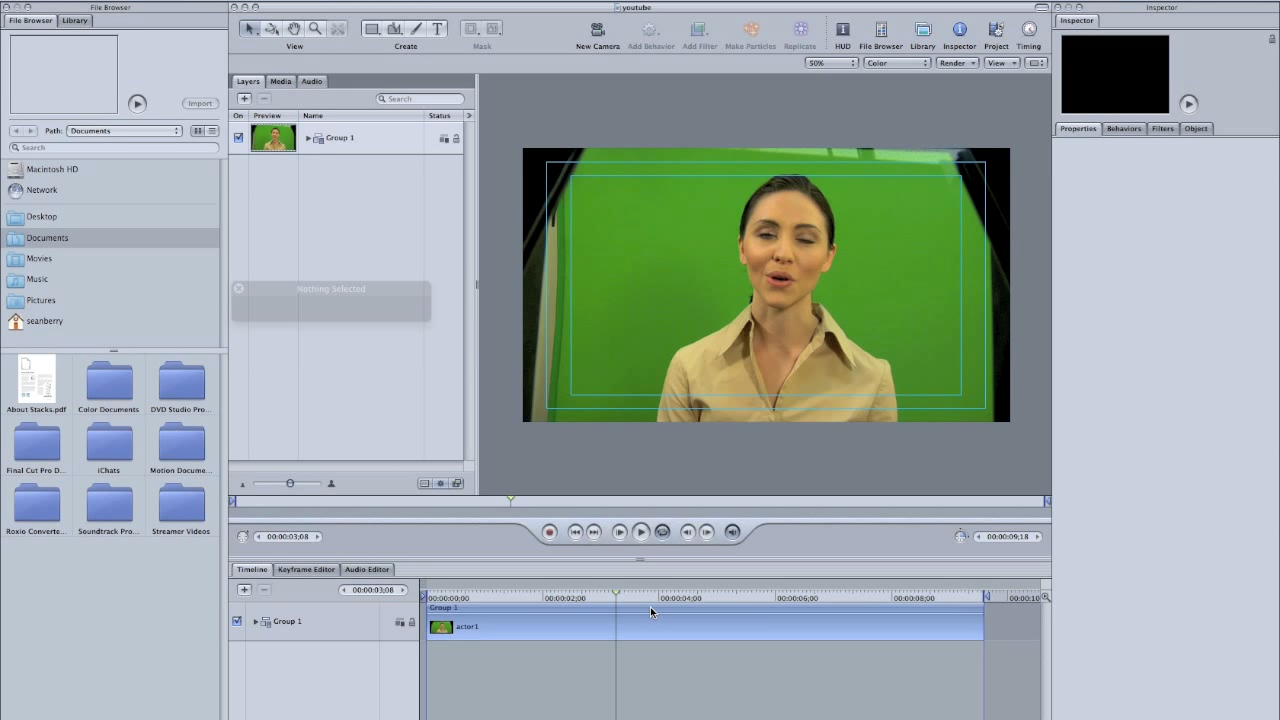 File Browser
youtube
Inspector
File Browser Library
Inspector
View Create Mask
New Camera Add Behavior Add Filter Make Particles Replicate HUD File Browser Library Inspector Project Timing
50% Color Render View
Import
Layers Media Audio
Search
On Preview Name Status
Group 1
Path: Documents
Search
Properties Behaviors Filters Object
Macintosh HD
Network
Desktop
Documents
Movies
Music
Pictures
seanberry
Nothing Selected
About Stacks.pdf Color Documents DVD Studio Pro...
Final Cut Pro D... iChats Motion Docume...
Roxio Converte... Soundtrack Pro... Streamer Videos
00:00:03;08
00:00:09;18
Timeline Keyframe Editor Audio Editor
00:00:03;08
00:00:00;00 00:00:02;00 00:00:04;00 00:00:06;00 00:00:08;00 00:00:10
Group 1
Group 1
actor1